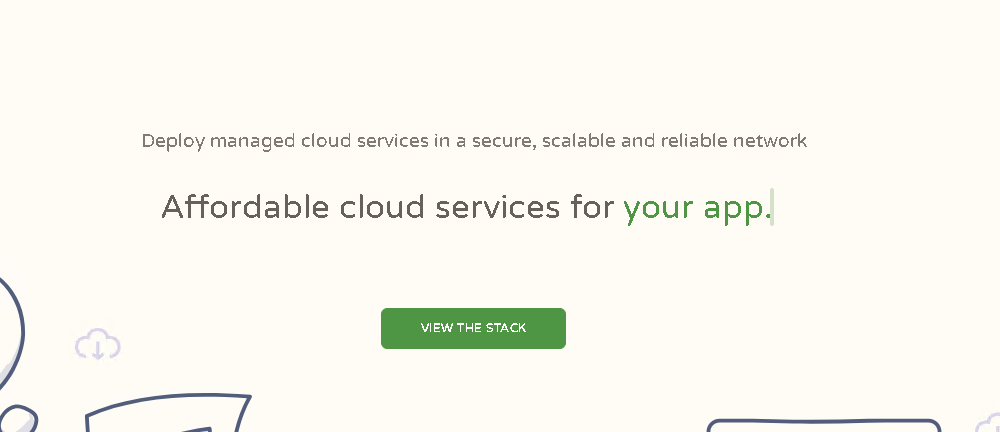 Deploy managed cloud services in a secure, scalable and reliable network
Affordable cloud services for your app.
VIEW THE STACK